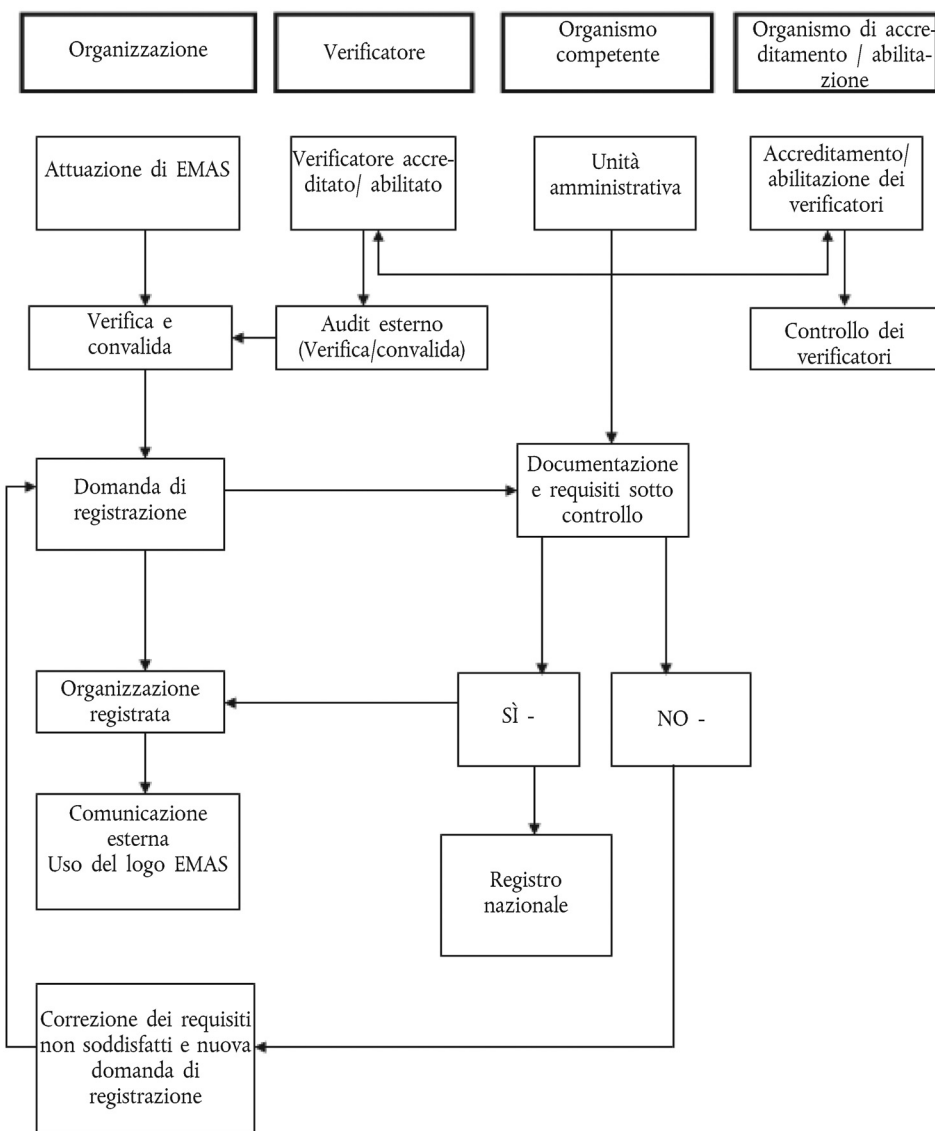 Organizzazione
Verificatore
Organismo
competente
Organismo di accre-
ditamento / abilita-
zione
Attuazione di EMAS
Verificatore accre-
ditato/ abilitato
Unità
amministrativa
Accreditamento/
abilitazione dei
verificatori
Verifica e
convalida
Audit esterno
(Verifica/convalida)
Controllo dei
verificatori
Domanda di
registrazione
Documentazione
e requisiti sotto
controllo
Organizzazione
registrata
SÌ -
NO -
Comunicazione
esterna
Uso del logo EMAS
Registro
nazionale
Correzione dei requisiti
non soddisfatti e nuova
domanda di
registrazione